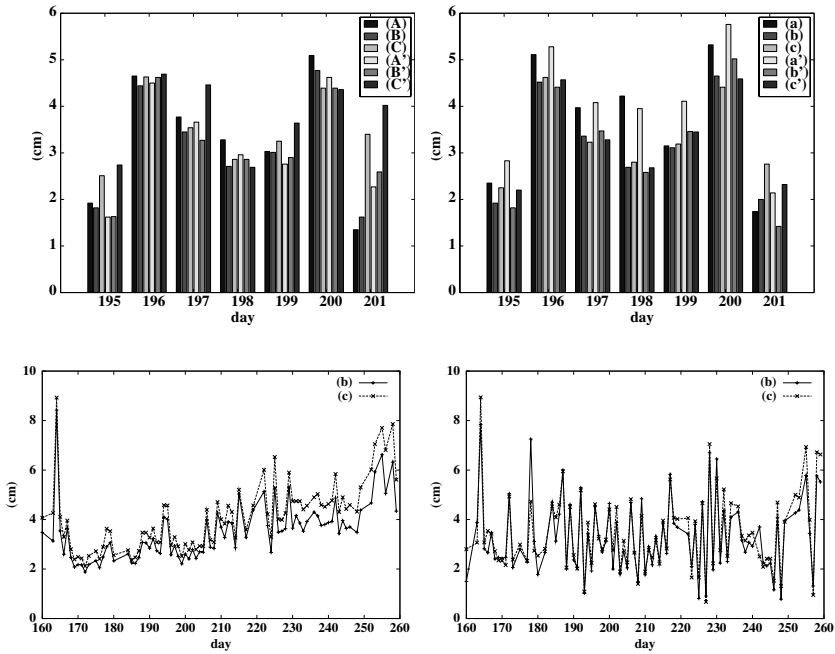 6
5
4
3
2
1
0
(cm)
(A)
(B)
(C)
(A')
(B')
(C')
195 196 197 198 199 200 201
day
6
5
4
3
2
1
0
(cm)
(a)
(b)
(c)
(a')
(b')
(c')
195 196 197 198 199 200 201
day
10
8
6
4
2
0
(cm)
(b)
(c)
160 170 180 190 200 210 220 230 240 250 260
day
10
8
6
4
2
0
(cm)
(b)
(c)
160 170 180 190 200 210 220 230 240 250 260
day